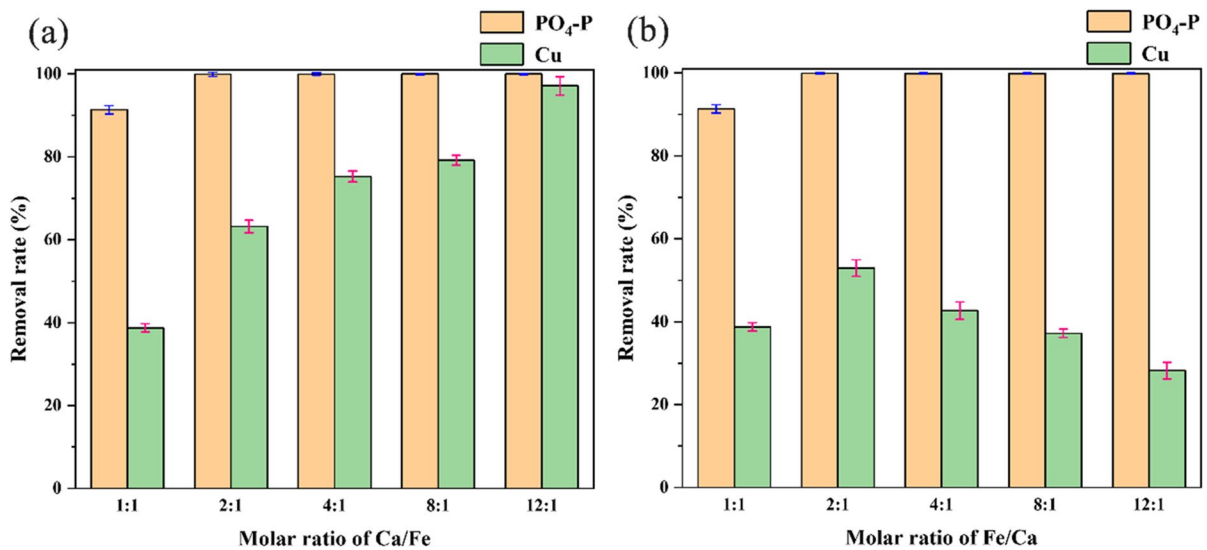 (a)
PO₄-P
Cu
100
80
60
40
20
0
Removal rate (%)
1:1 2:1 4:1 8:1 12:1
Molar ratio of Ca/Fe
(b)
PO₄-P
Cu
100
80
60
40
20
0
Removal rate (%)
1:1 2:1 4:1 8:1 12:1
Molar ratio of Fe/Ca